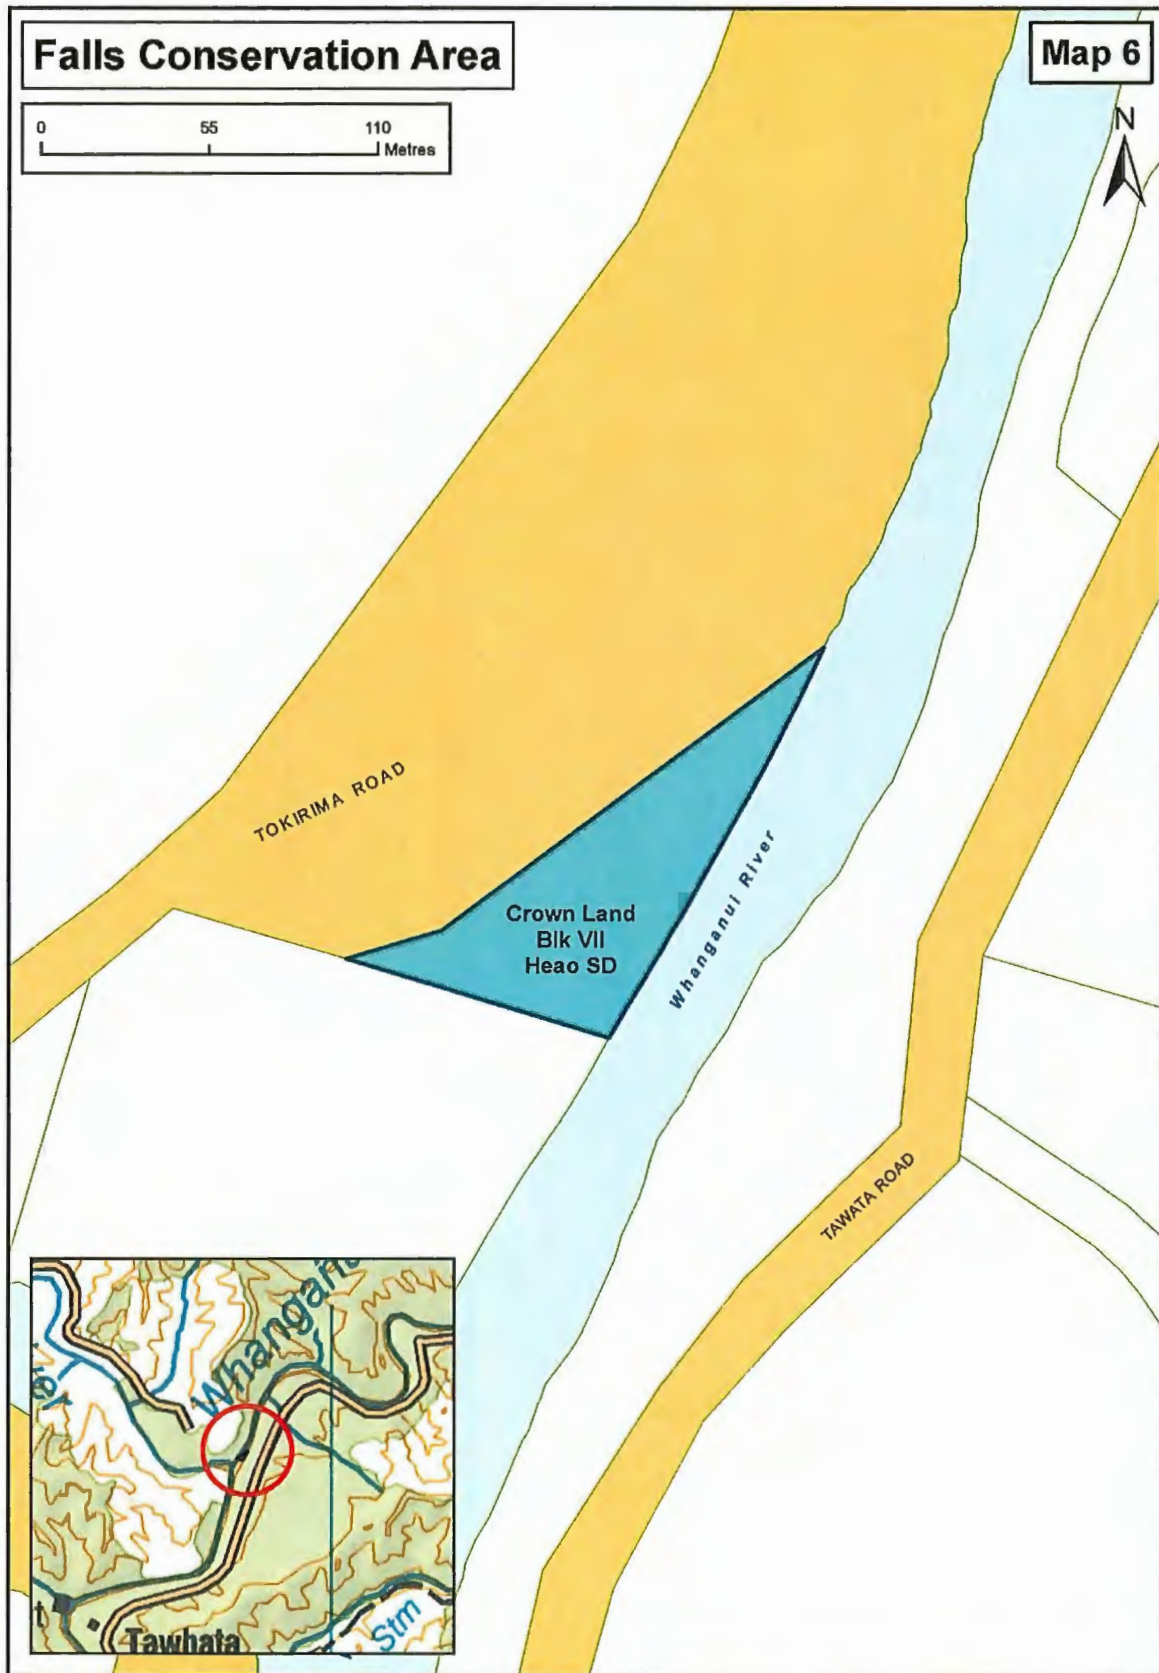 Falls Conservation Area
Map 6
0 55 110
Metres
N
TOKIRIMA ROAD
Crown Land
Blk VII
Heao SD
Whanganui River
TAWATA ROAD
Whangan
Tawhata
Stm